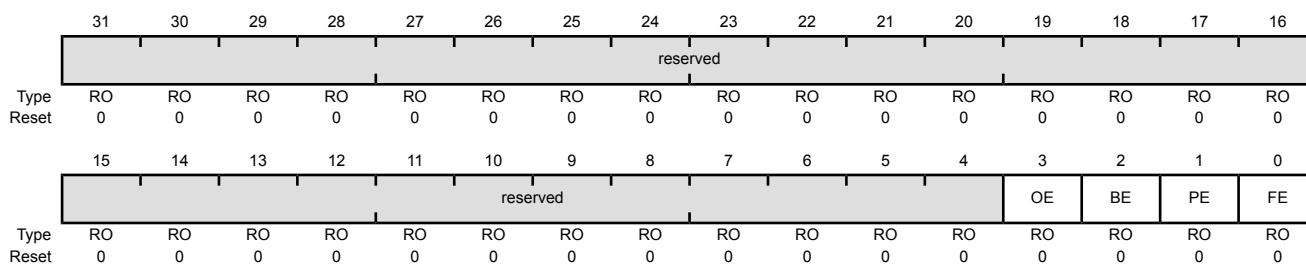 31 30 29 28 27 26 25 24 23 22 21 20 19 18 17 16
reserved
Type RO RO RO RO RO RO RO RO RO RO RO RO RO RO RO RO
Reset 0 0 0 0 0 0 0 0 0 0 0 0 0 0 0 0
15 14 13 12 11 10 9 8 7 6 5 4 3 2 1 0
reserved OE BE PE FE
Type RO RO RO RO RO RO RO RO RO RO RO RO RO RO RO RO
Reset 0 0 0 0 0 0 0 0 0 0 0 0 0 0 0 0